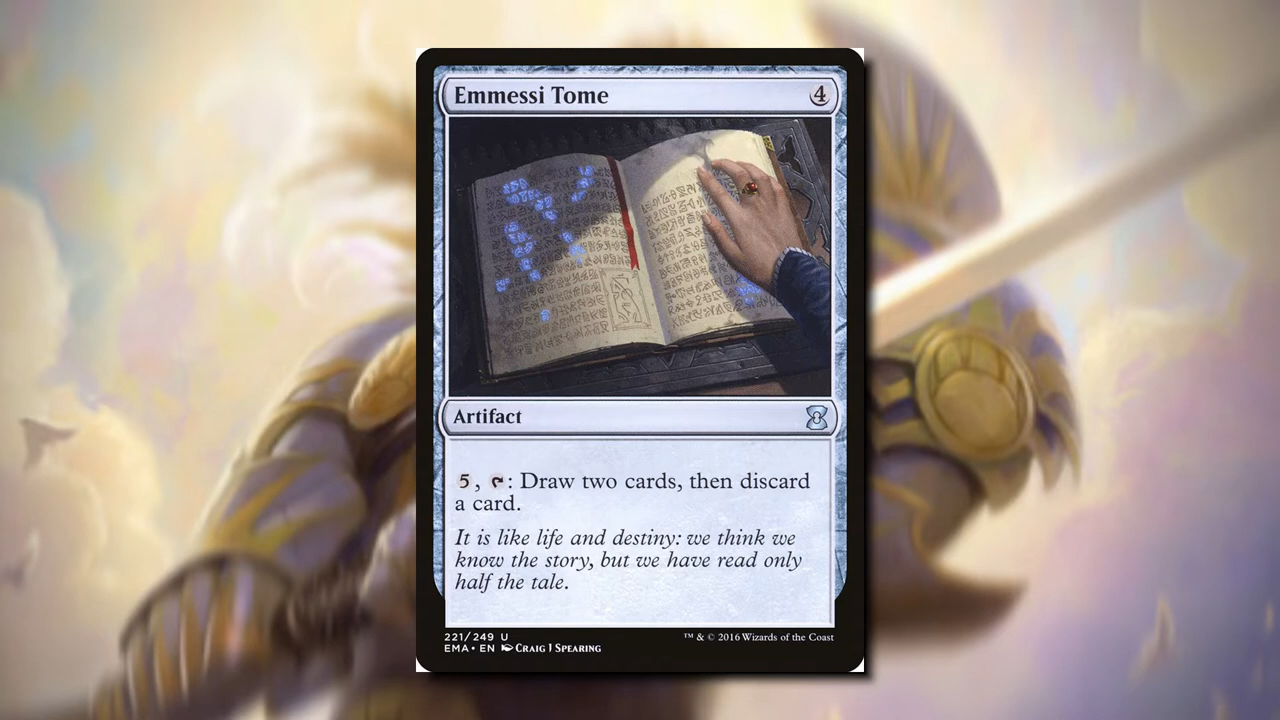 Emmessi Tome 4
Artifact
5, : Draw two cards, then discard
a card.
It is like life and destiny: we think we
know the story, but we have read only
half the tale.
221/249 U
™ & © 2016 Wizards of the Coast
EMA • EN Craig J Spearing